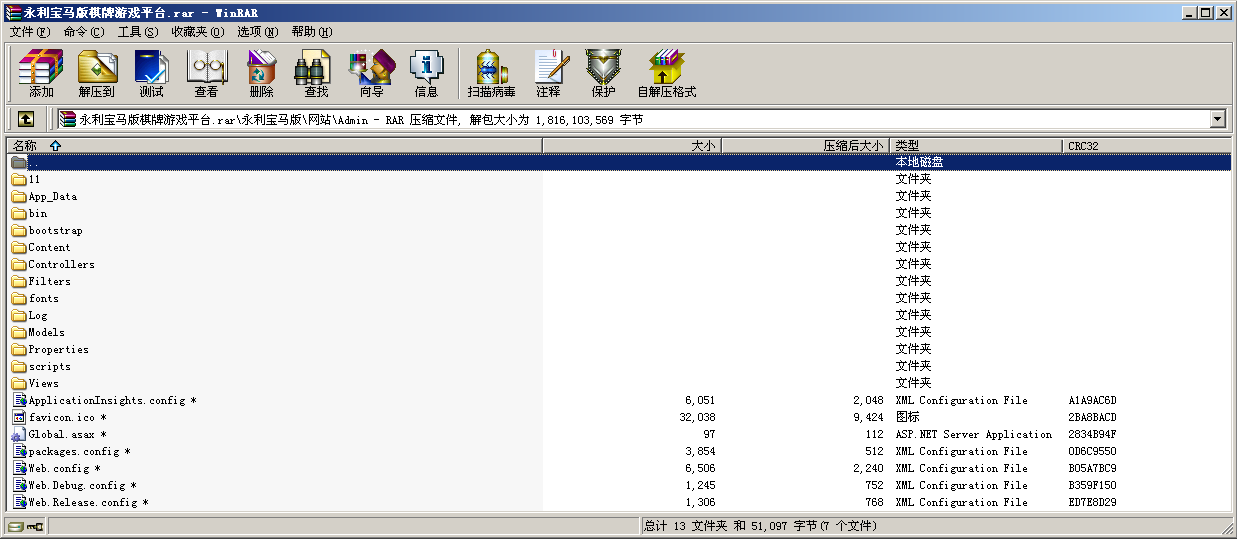 永利宝马版棋牌游戏平台.rar - WinRAR
文件(F) 命令(C) 工具(S) 收藏夹(O) 选项(N) 帮助(H)
添加 解压到 测试 查看 删除 查找 向导 信息 扫描病毒 注释 保护 自解压格式
永利宝马版棋牌游戏平台.rar\永利宝马版\网站\Admin - RAR 压缩文件, 解包大小为 1,816,103,569 字节
名称 大小 压缩后大小 类型 CRC32
.. 本地磁盘
11 文件夹
App_Data 文件夹
bin 文件夹
bootstrap 文件夹
Content 文件夹
Controllers 文件夹
Filters 文件夹
fonts 文件夹
Log 文件夹
Models 文件夹
Properties 文件夹
scripts 文件夹
Views 文件夹
ApplicationInsights.config * 6,051 2,048 XML Configuration File A1A9AC6D
favicon.ico * 32,038 9,424 图标 2BA8BACD
Global.asax * 97 112 ASP.NET Server Application 2834B94F
packages.config * 3,854 512 XML Configuration File 0D6C9550
Web.config * 6,506 2,240 XML Configuration File B05A7BC9
Web.Debug.config * 1,245 752 XML Configuration File B359F150
Web.Release.config * 1,306 768 XML Configuration File ED7E8D29
总计 13 文件夹 和 51,097 字节(7 个文件)